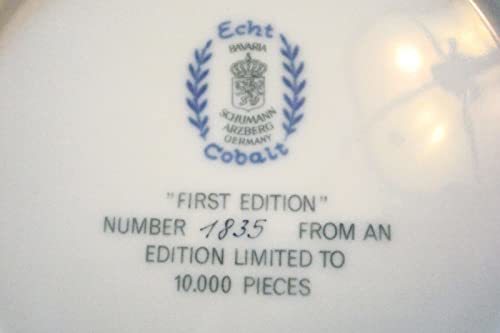 Echt
BAVARIA
SCHUMANN
ARZBERG
GERMANY
Cobalt
"FIRST EDITION"
NUMBER 1835 FROM AN
EDITION LIMITED TO
10.000 PIECES